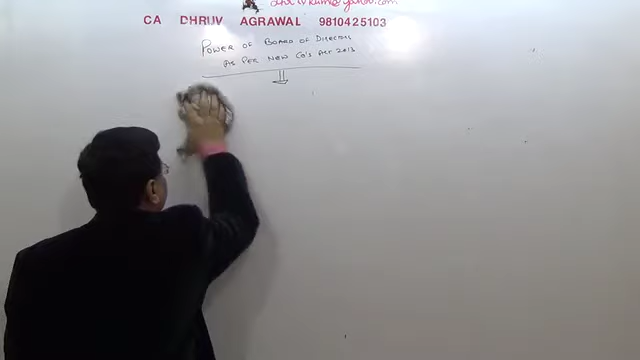 CA DHRUV AGRAWAL 9810425103
POWER OF BOARD OF DIRECTORS
AS PER NEW CO'S ACT 2013